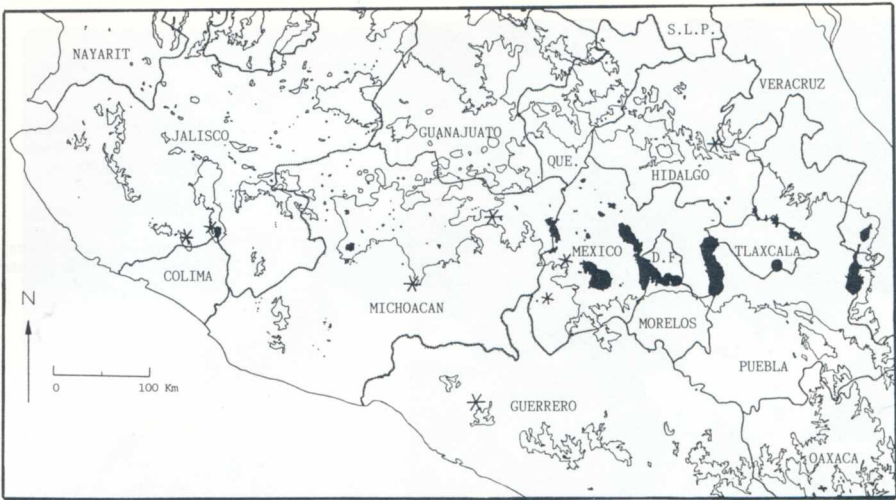 S.L.P.
NAYARIT
VERACRUZ
JALISCO
GUANAJUATO
QUE.
HIDALGO
MEXICO
D.F.
TLAXCALA
COLIMA
N
MICHOACAN
MORELOS
PUEBLA
0 100 Km
GUERRERO
OAXACA